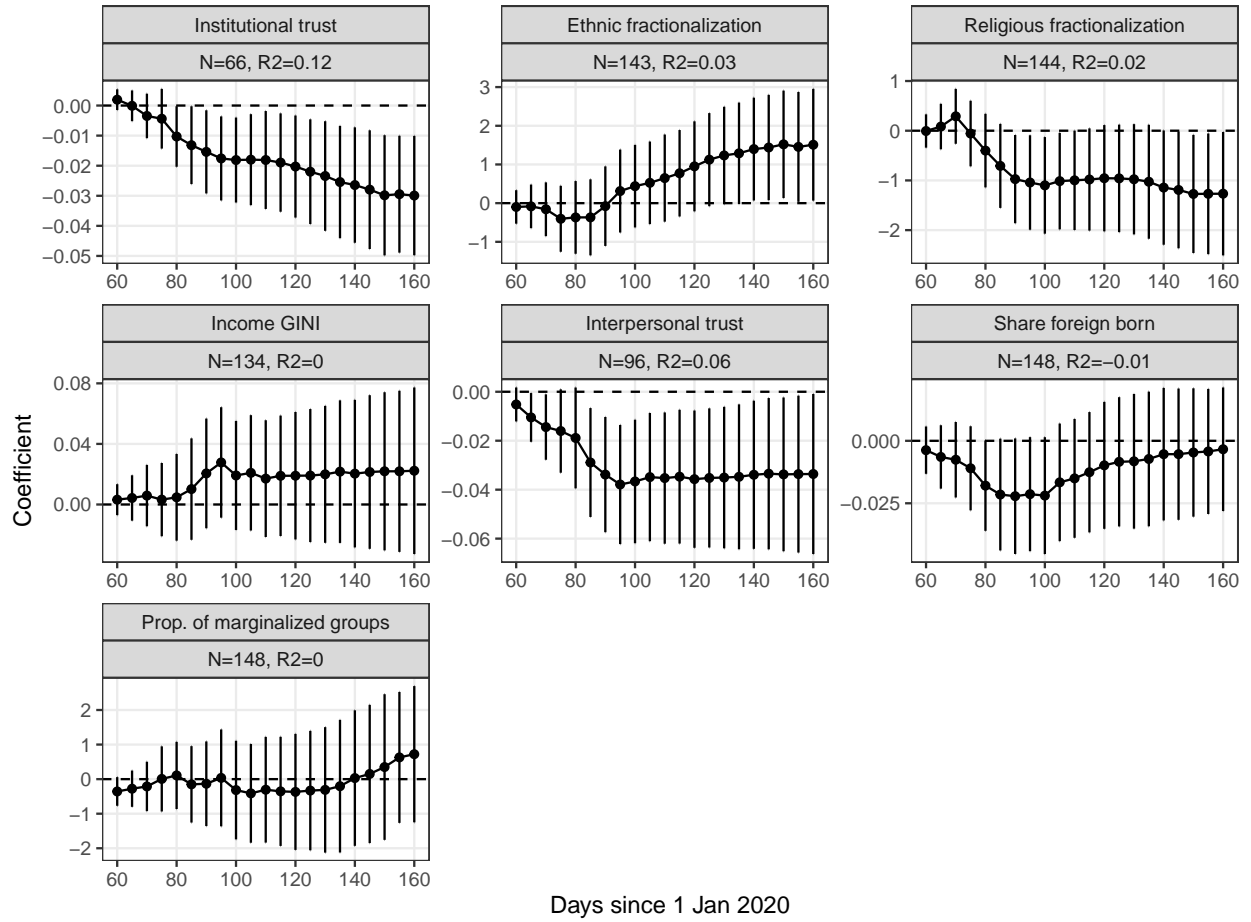 Institutional trust
N=66, R2=0.12
0.00
−0.01
−0.02
−0.03
−0.04
−0.05
60 80 100 120 140 160
Ethnic fractionalization
N=143, R2=0.03
3
2
1
0
−1
60 80 100 120 140 160
Religious fractionalization
N=144, R2=0.02
1
0
−1
−2
60 80 100 120 140 160
Income GINI
N=134, R2=0
0.08
0.04
0.00
60 80 100 120 140 160
Interpersonal trust
N=96, R2=0.06
0.00
−0.02
−0.04
−0.06
60 80 100 120 140 160
Share foreign born
N=148, R2=−0.01
0.000
−0.025
60 80 100 120 140 160
Prop. of marginalized groups
N=148, R2=0
2
1
0
−1
−2
60 80 100 120 140 160
Coefficient
Days since 1 Jan 2020